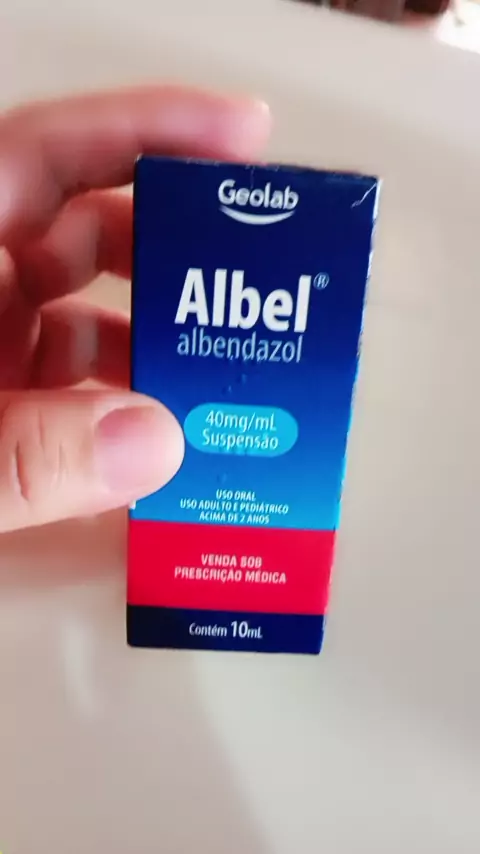 Geolab
Albel®
albendazol
40mg/mL
Suspensão
USO ORAL
USO ADULTO E PEDIÁTRICO
ACIMA DE 2 ANOS
VENDA SOB
PRESCRIÇÃO MÉDICA
Contém 10mL